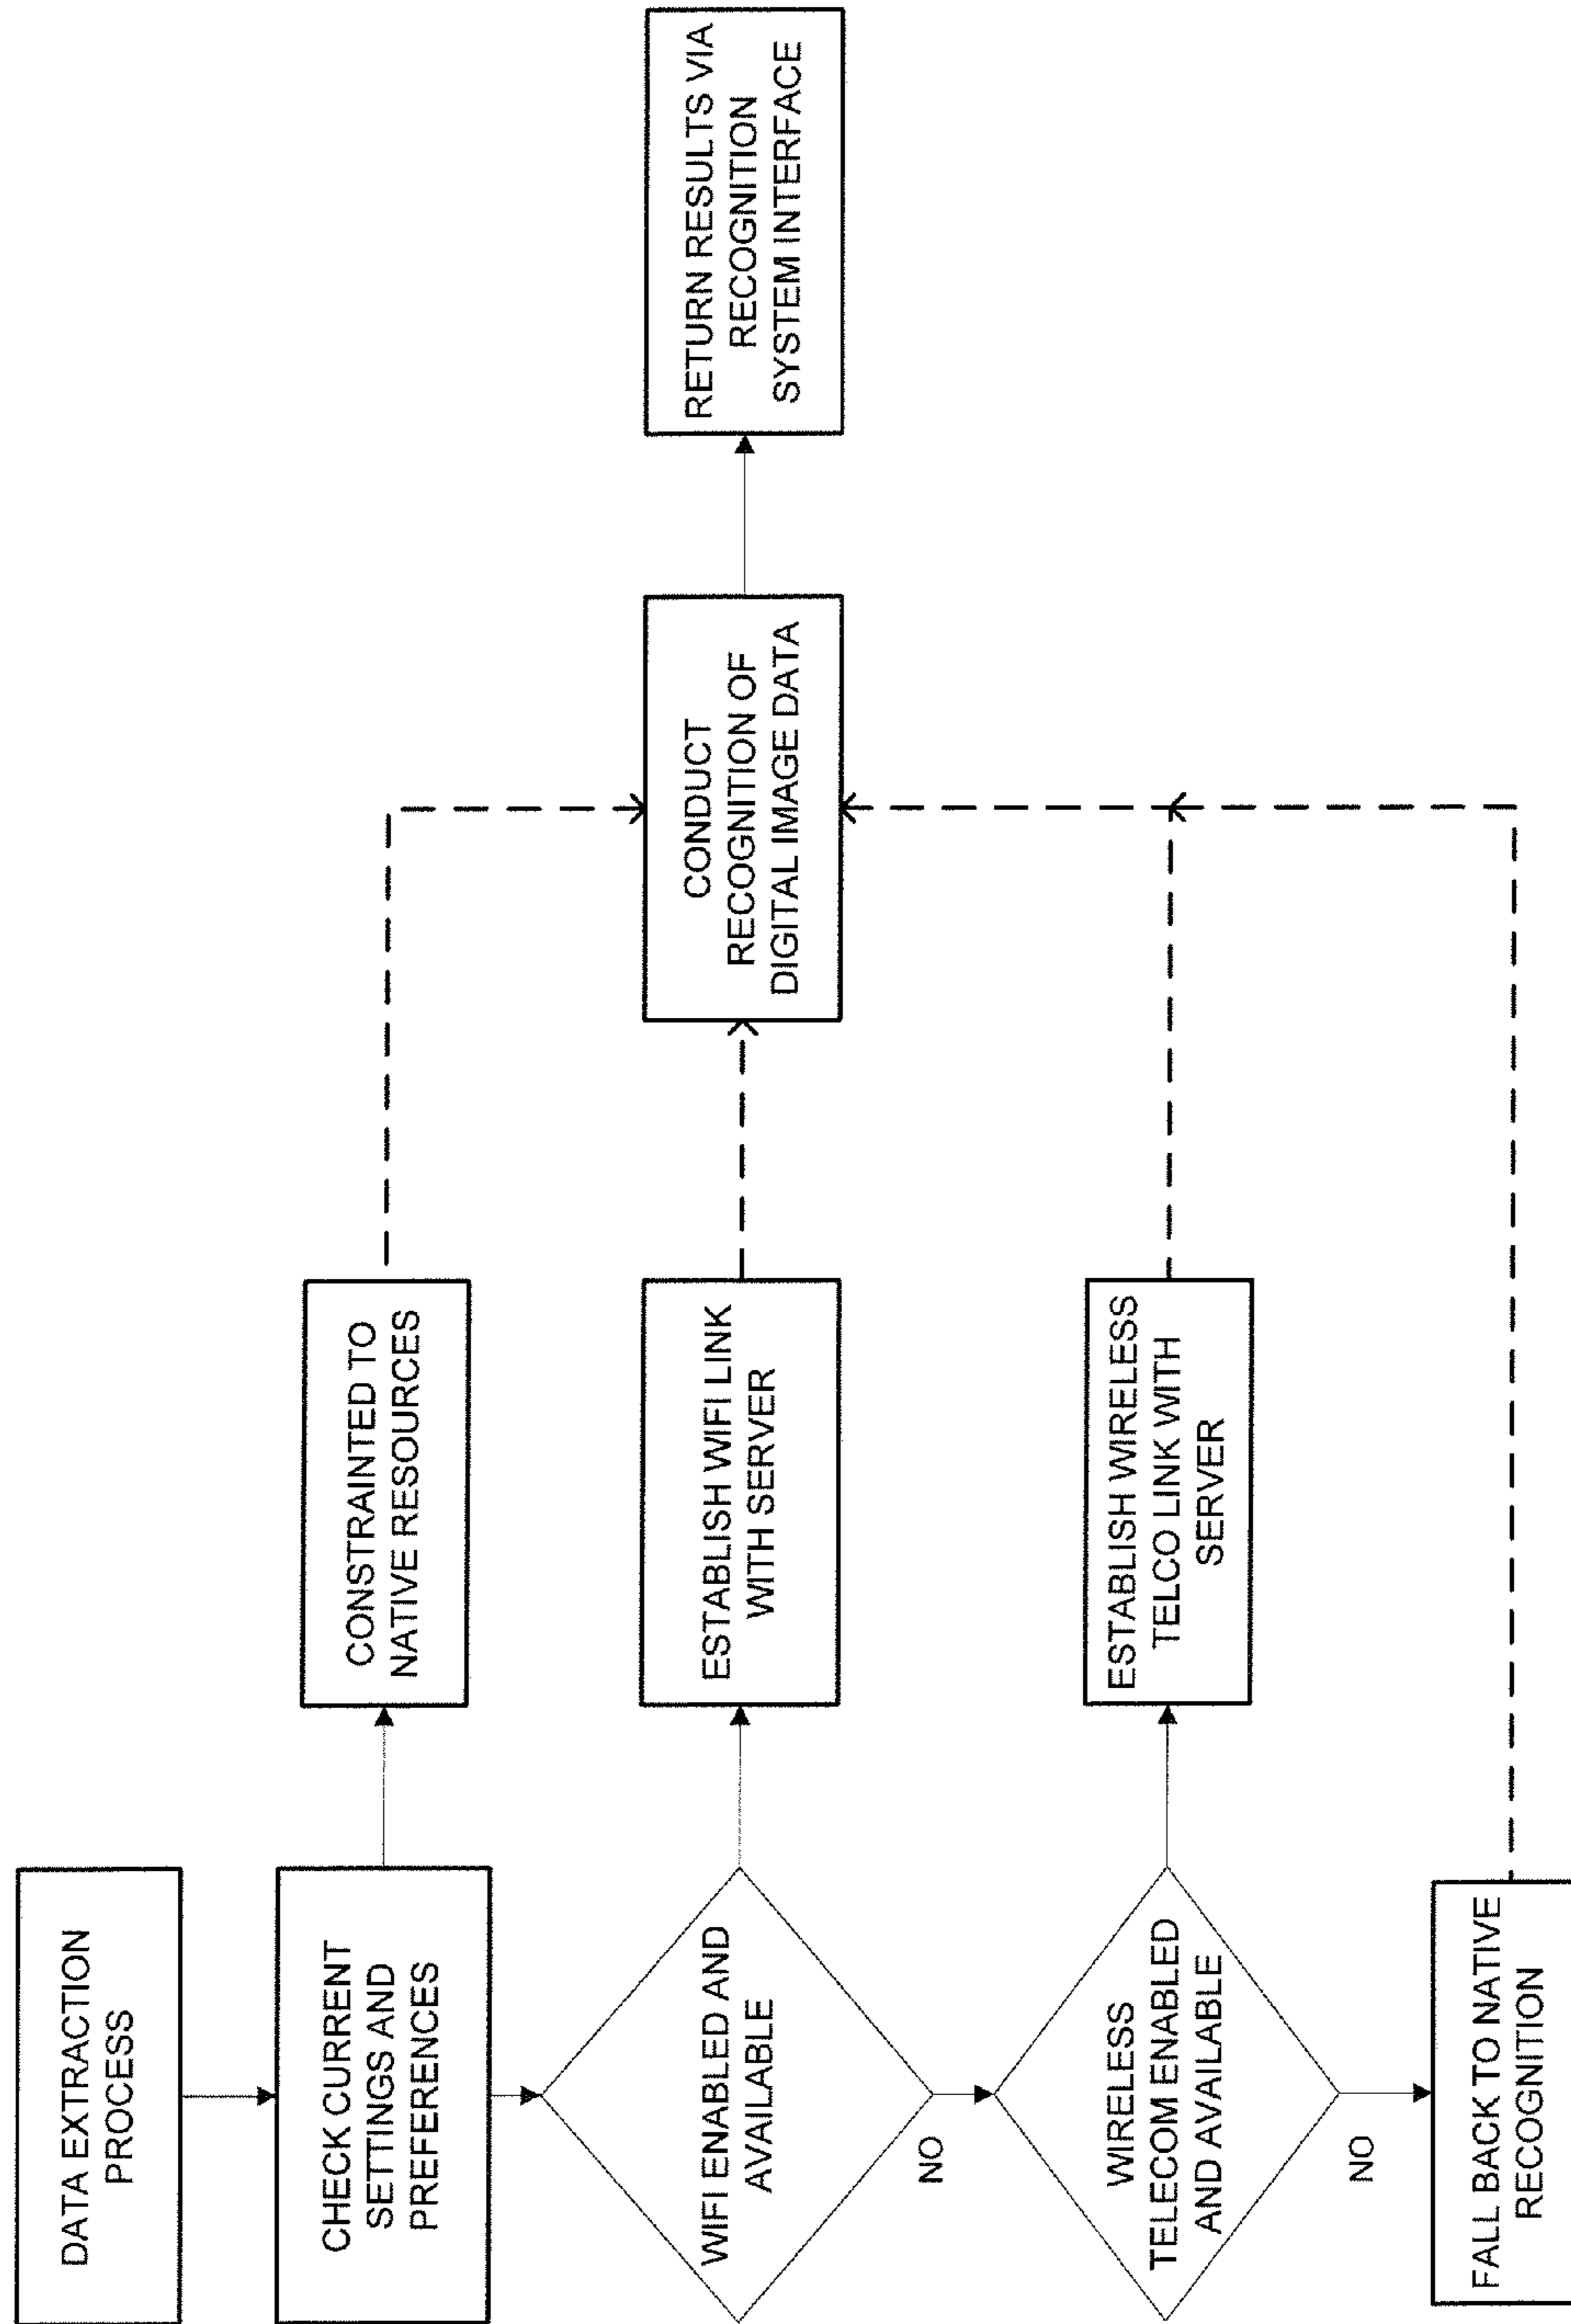 DATA EXTRACTION
PROCESS
CHECK CURRENT
SETTINGS AND
PREFERENCES
CONSTRAINTED TO
NATIVE RESOURCES
WIFI ENABLED AND
AVAILABLE
ESTABLISH WIFI LINK
WITH SERVER
CONDUCT
RECOGNITION OF
DIGITAL IMAGE DATA
RETURN RESULTS VIA
RECOGNITION
SYSTEM INTERFACE
NO
WIRELESS
TELECOM ENABLED
AND AVAILABLE
ESTABLISH WIRELESS
TELCO LINK WITH
SERVER
NO
FALL BACK TO NATIVE
RECOGNITION